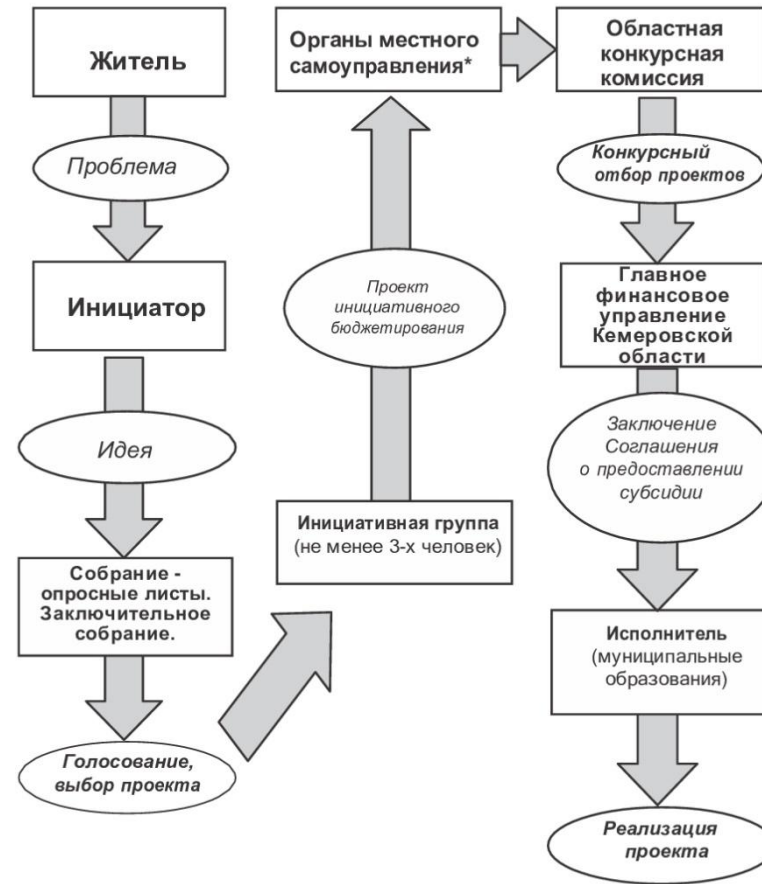 Житель
Проблема
Инициатор
Идея
Собрание -
опросные листы.
Заключительное
собрание.
Голосование,
выбор проекта
Инициативная группа
(не менее 3-х человек)
Проект
инициативного
бюджетирования
Органы местного
самоуправления*
Областная
конкурсная
комиссия
Конкурсный
отбор проектов
Главное
финансовое
управление
Кемеровской
области
Заключение
Соглашения
о предоставлении
субсидии
Исполнитель
(муниципальные
образования)
Реализация
проекта